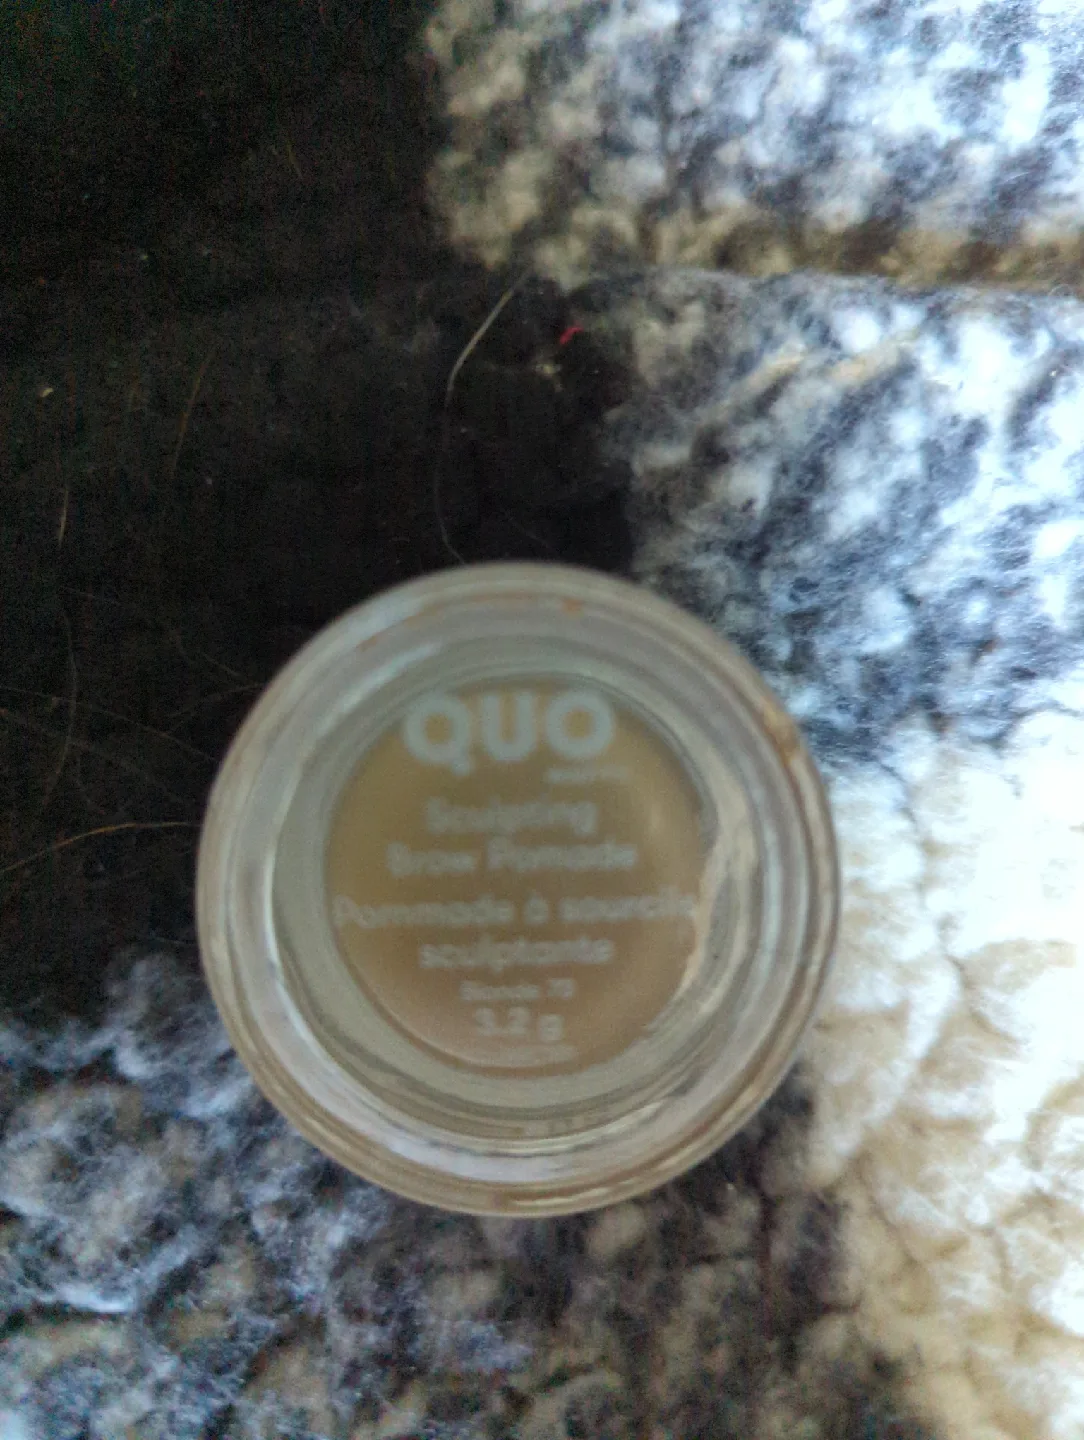 QUO
Sculpting
Brow Pomade
Pommade à sourcils
sculptante
3.2 g